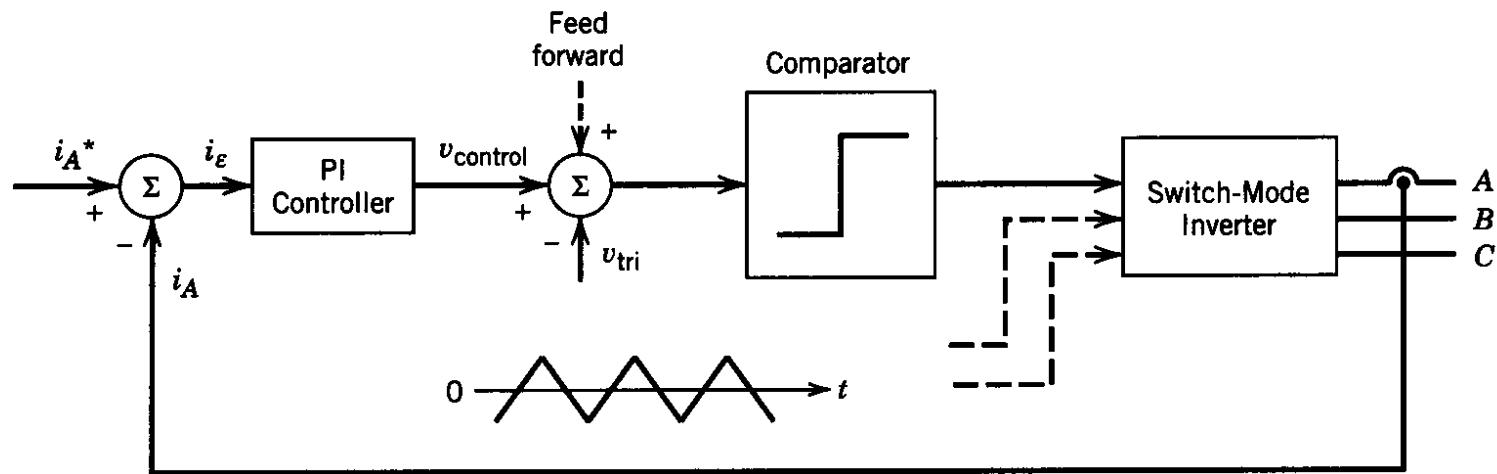 Feed
forward
Comparator
i_A*
Σ
i_ε
PI
Controller
v_control
+
Σ
Switch-Mode
Inverter
A
B
C
+
−
+
−
v_tri
i_A
0
t